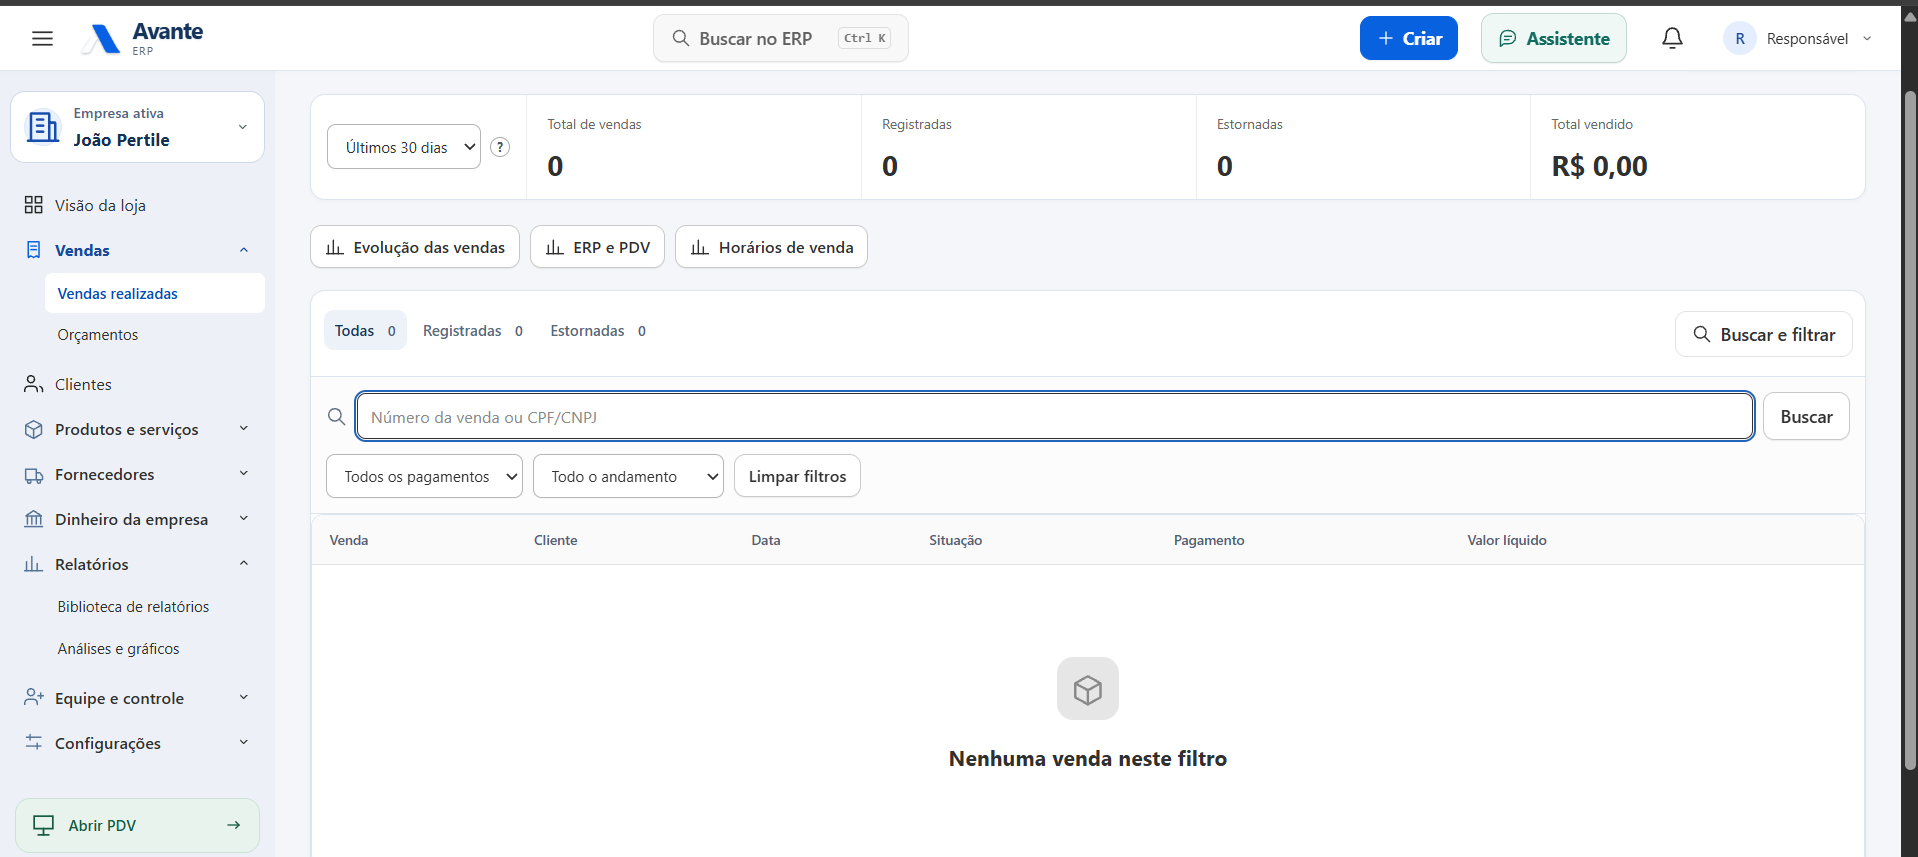 Avante
ERP
Buscar no ERP Ctrl K
+ Criar
Assistente
R Responsável
Empresa ativa
João Pertile
Visão da loja
Vendas
Vendas realizadas
Orçamentos
Clientes
Produtos e serviços
Fornecedores
Dinheiro da empresa
Relatórios
Biblioteca de relatórios
Análises e gráficos
Equipe e controle
Configurações
Abrir PDV
Últimos 30 dias ?
Total de vendas
0
Registradas
0
Estornadas
0
Total vendido
R$ 0,00
Evolução das vendas
ERP e PDV
Horários de venda
Todas 0 Registradas 0 Estornadas 0
Buscar e filtrar
Número da venda ou CPF/CNPJ
Buscar
Todos os pagamentos
Todo o andamento
Limpar filtros
Venda Cliente Data Situação Pagamento Valor líquido
Nenhuma venda neste filtro